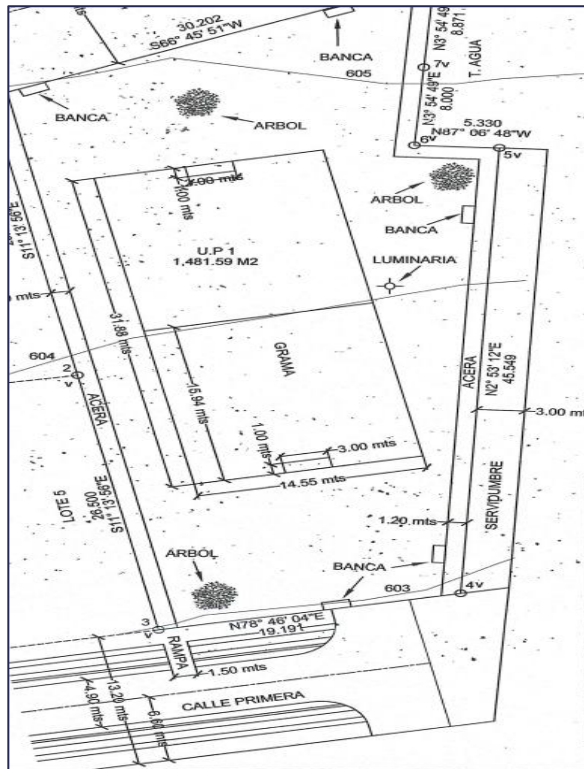 30.202
S66° 45' 51"W
mts
BANCA
BANCA
605
ARBOL
N3° 54' 49"E
8.871
T. AGUA
7v
N3° 54' 49"E
8.000
5.330
N87° 06' 48"W
6v
5v
ARBOL
BANCA
LUMINARIA
S11° 13' 56"E
mts
1.00 mts
U.P 1
1,481.59 M2
31.88 mts
604
2
v
GRAMA
15.94 mts
ACERA
ACERA
N2° 53' 12"E
45.549
3.00 mt
1.00 mts
3.00 mts
14.55 mts
LOTE 5
S11° 13' 56"E
26.500
1.20 mts
SERVIDUMBRE
ARBOL
BANCA
603
4v
3
v
N78° 46' 04"E
19.191
RAMPA
1.50 mts
4.90 mts
13.20 mts
6.60 mts
CALLE PRIMERA